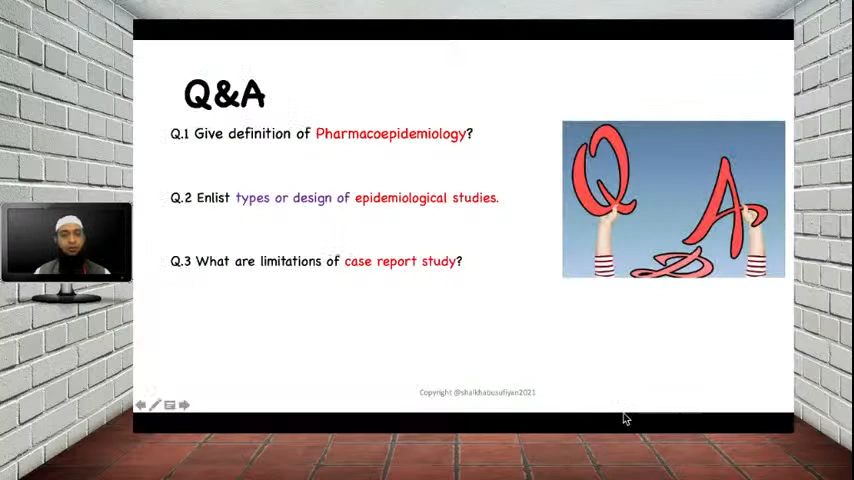 Q&A
Q.1 Give definition of Pharmacoepidemiology?
Q.2 Enlist types or design of epidemiological studies.
Q.3 What are limitations of case report study?
Q
A
&
Copyright @shaikhabusufiyan2021